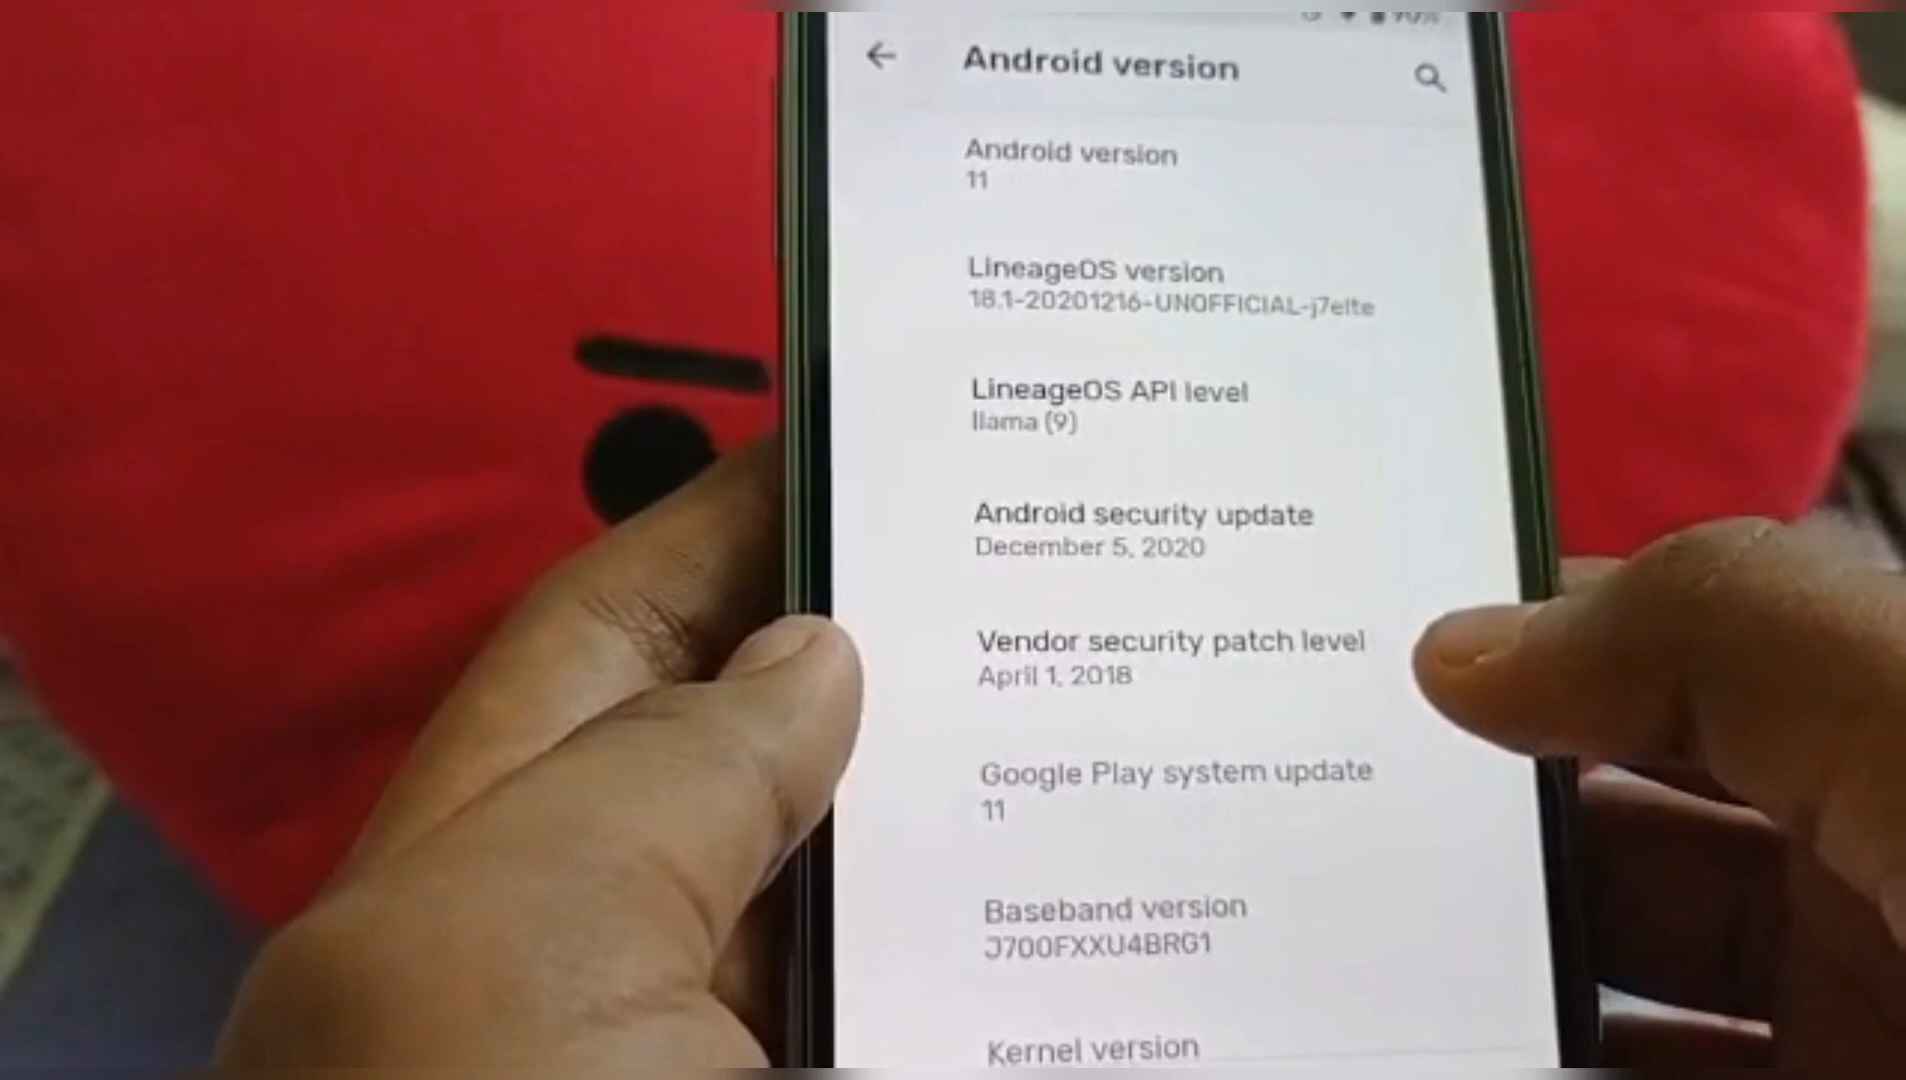 Android version
Android version
11
LineageOS version
18.1-20201216-UNOFFICIAL-j7elte
LineageOS API level
llama (9)
Android security update
December 5, 2020
Vendor security patch level
April 1, 2018
Google Play system update
11
Baseband version
J700FXXU4BRG1
Kernel version